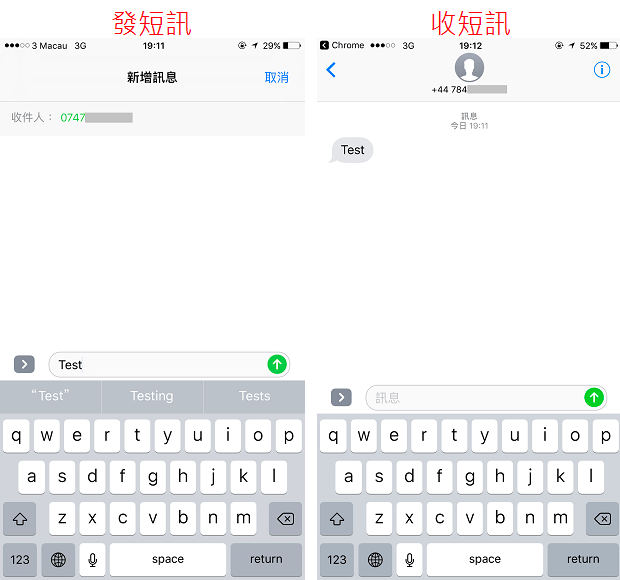 發短訊
3 Macau 3G 19:11 29%
新增訊息
取消
收件人： 0747
Test
“Test” Testing Tests
q w e r t y u i o p
a s d f g h j k l
z x c v b n m
123 space return
收短訊
Chrome 3G 19:12 52%
+44 784
訊息
今日 19:11
Test
訊息
q w e r t y u i o p
a s d f g h j k l
z x c v b n m
123 space return